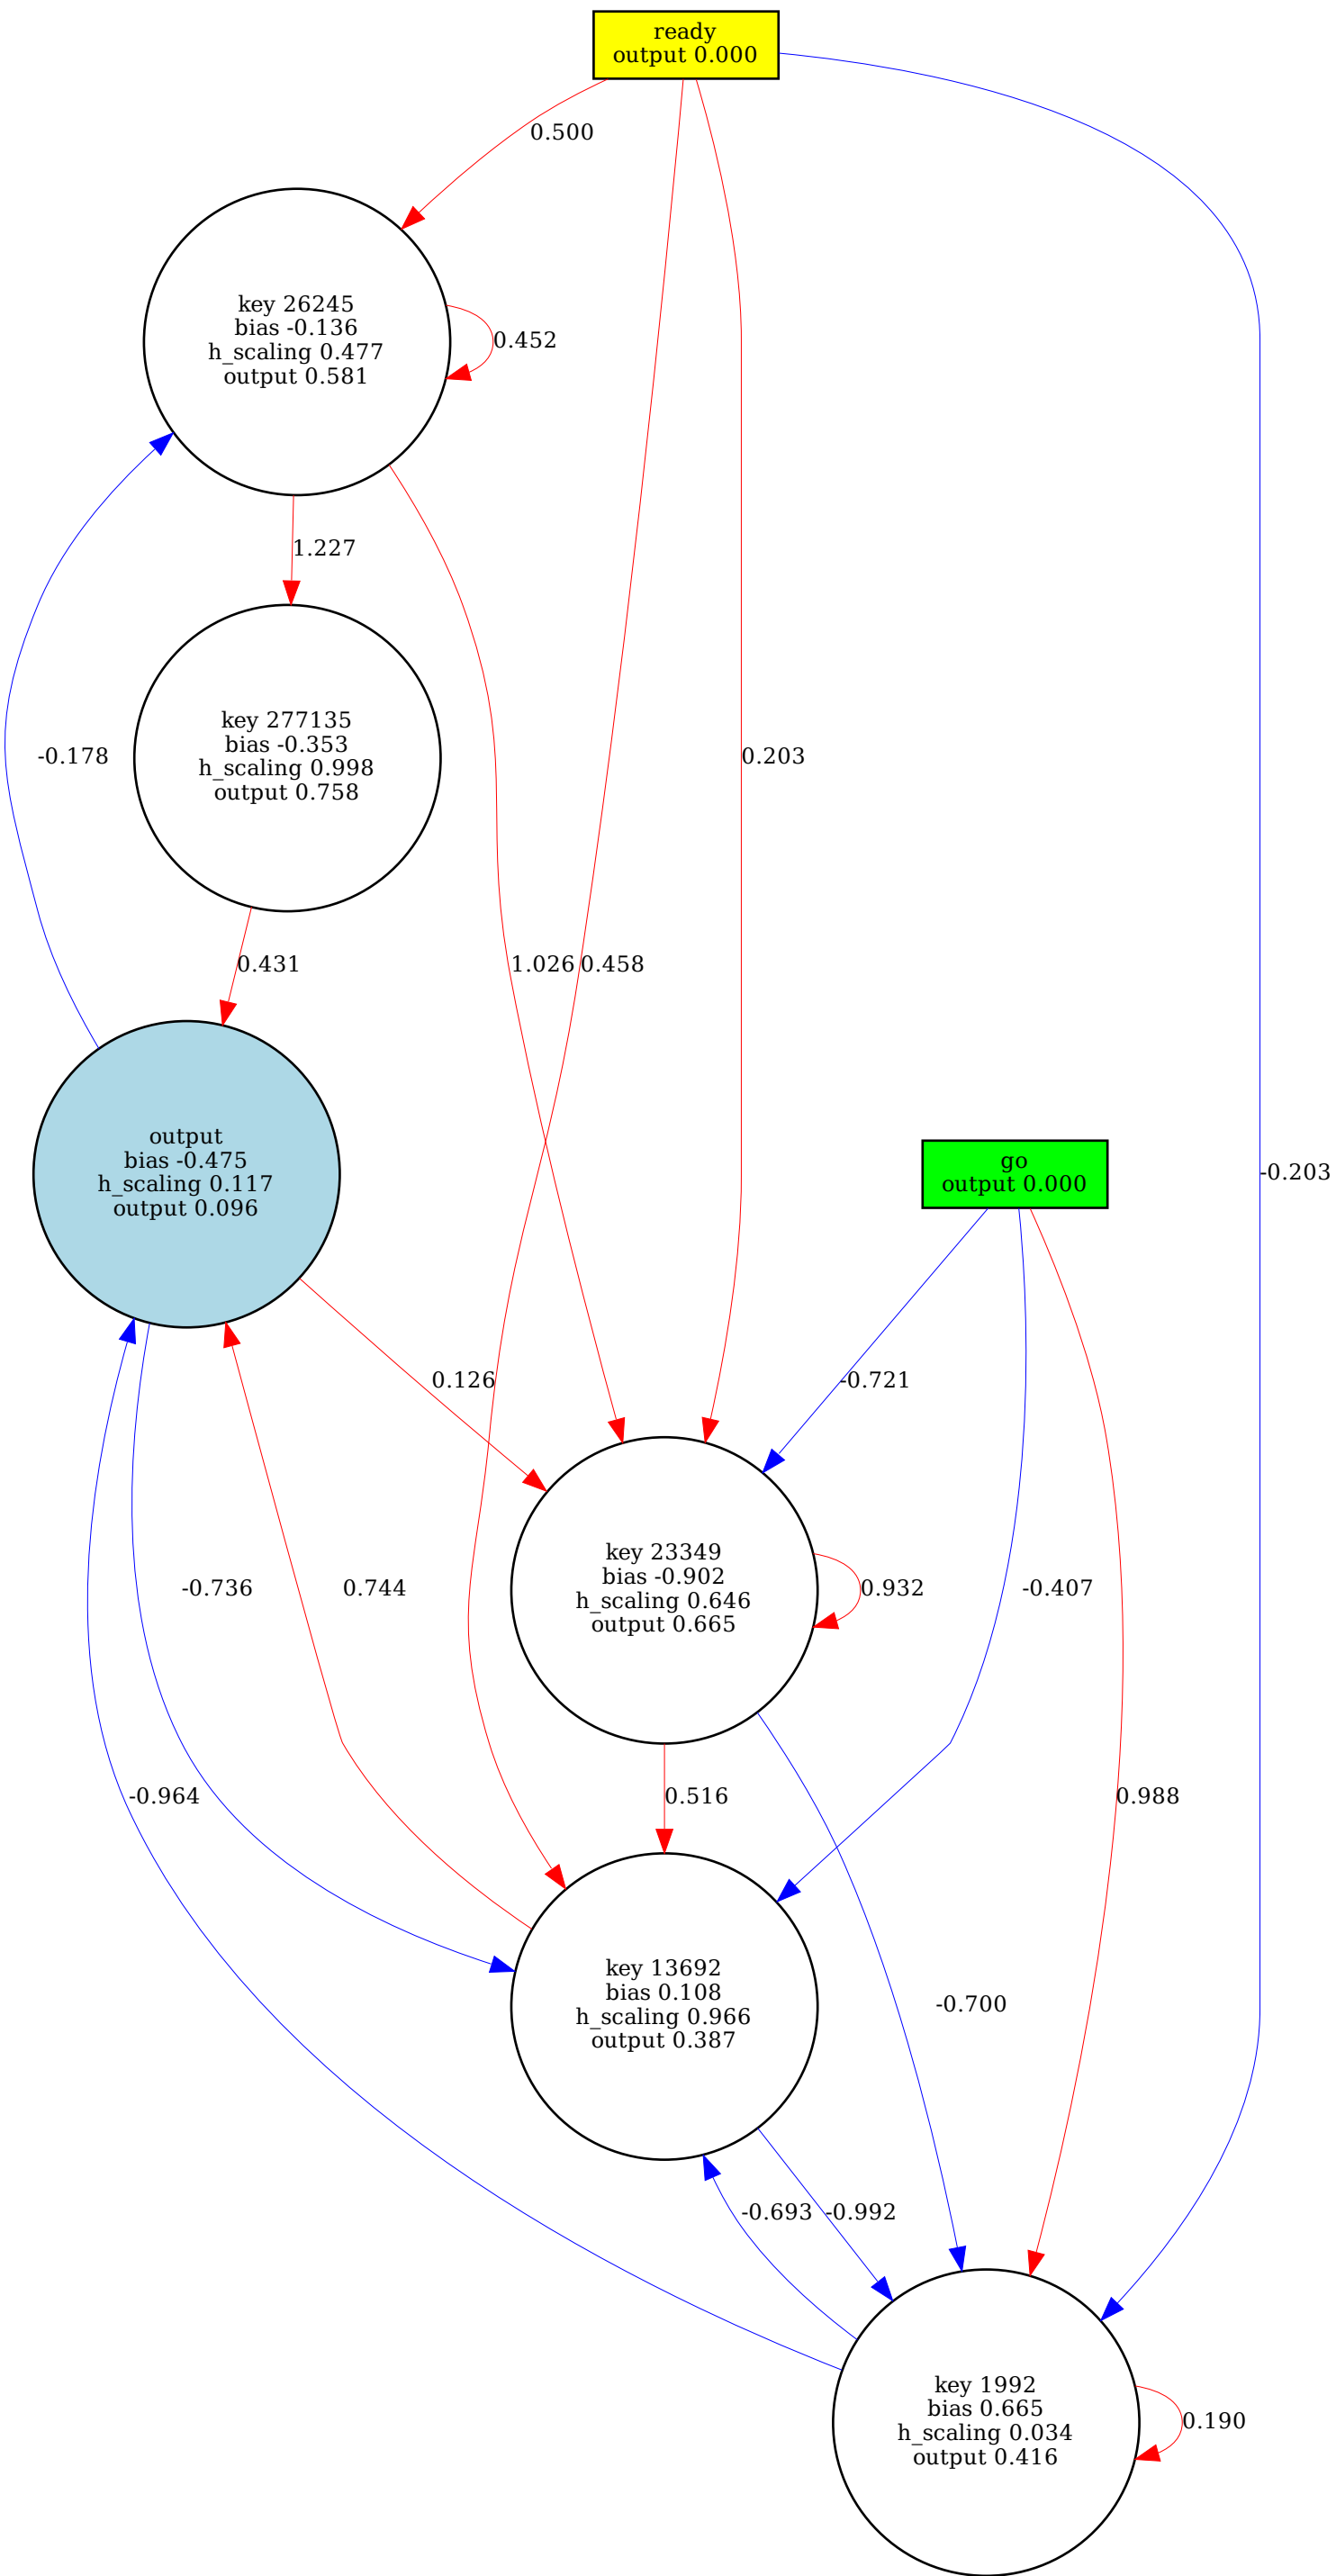 ready
output 0.000
0.500
key 26245
bias -0.136
h_scaling 0.477
output 0.581
0.452
1.227
key 277135
bias -0.353
h_scaling 0.998
output 0.758
-0.178
0.203
0.431
1.026
0.458
output
bias -0.475
h_scaling 0.117
output 0.096
go
output 0.000
-0.203
0.126
-0.721
key 23349
bias -0.902
h_scaling 0.646
output 0.665
-0.736
0.744
0.932
-0.407
-0.964
0.516
0.988
key 13692
bias 0.108
h_scaling 0.966
output 0.387
-0.700
-0.693
-0.992
key 1992
bias 0.665
h_scaling 0.034
output 0.416
0.190